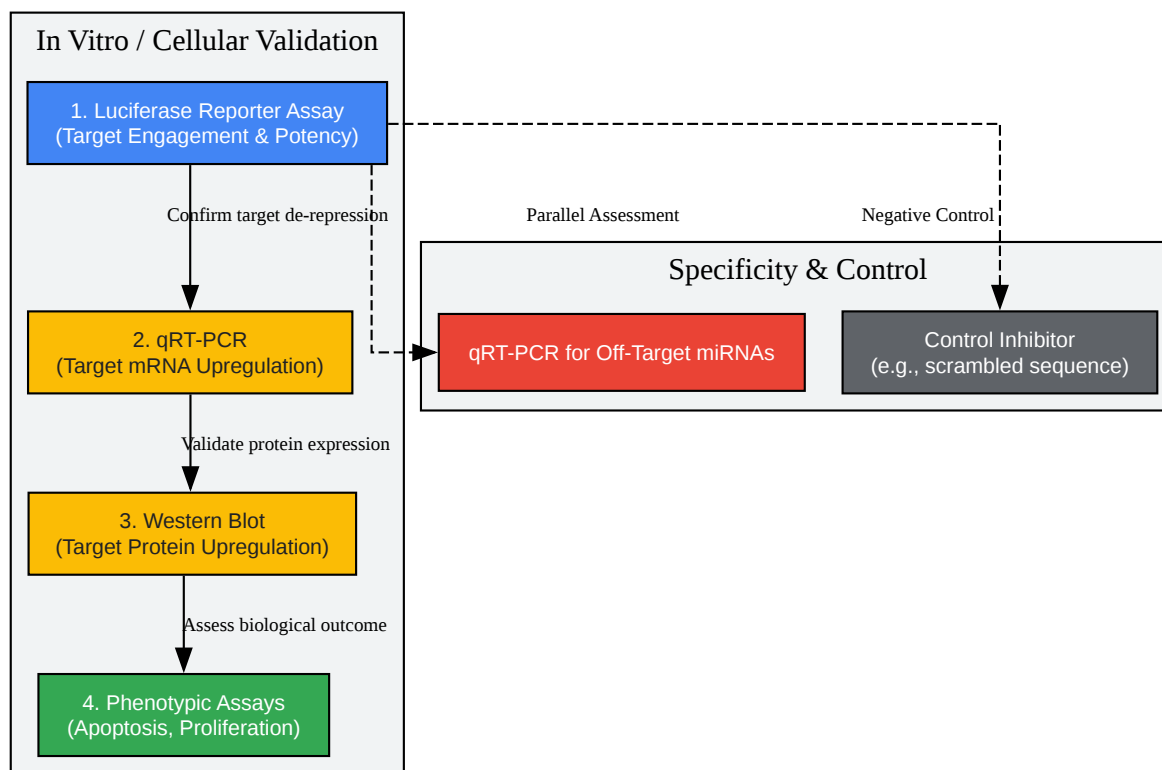 In Vitro / Cellular Validation
1. Luciferase Reporter Assay
(Target Engagement & Potency)
Confirm target de-repression
Parallel Assessment
Negative Control
Specificity & Control
2. qRT-PCR
(Target mRNA Upregulation)
qRT-PCR for Off-Target miRNAs
Control Inhibitor
(e.g., scrambled sequence)
Validate protein expression
3. Western Blot
(Target Protein Upregulation)
Assess biological outcome
4. Phenotypic Assays
(Apoptosis, Proliferation)